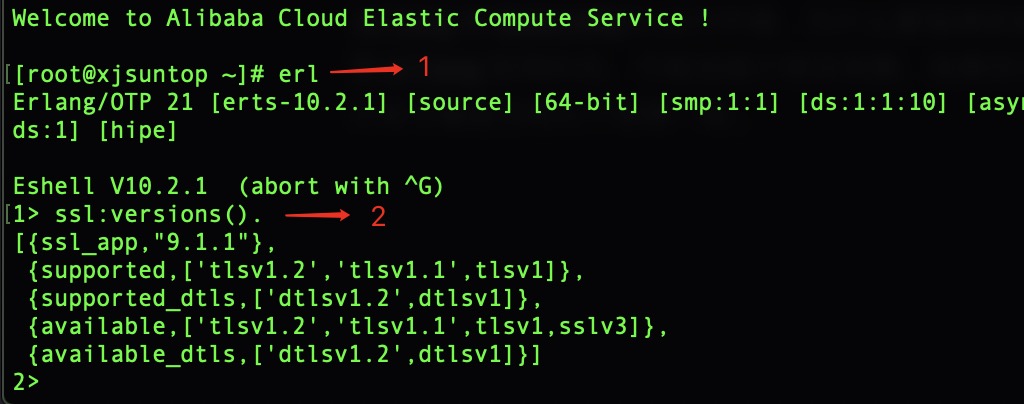 Welcome to Alibaba Cloud Elastic Compute Service !
[[root@xjsuntop ~]# erl 1
Erlang/OTP 21 [erts-10.2.1] [source] [64-bit] [smp:1:1] [ds:1:1:10] [asyn
ds:1] [hipe]
Eshell V10.2.1  (abort with ^G)
[1> ssl:versions(). 2
[{ssl_app,"9.1.1"},
 {supported,['tlsv1.2','tlsv1.1',tlsv1]},
 {supported_dtls,['dtlsv1.2',dtlsv1]},
 {available,['tlsv1.2','tlsv1.1',tlsv1,sslv3]},
 {available_dtls,['dtlsv1.2',dtlsv1]}]
2>